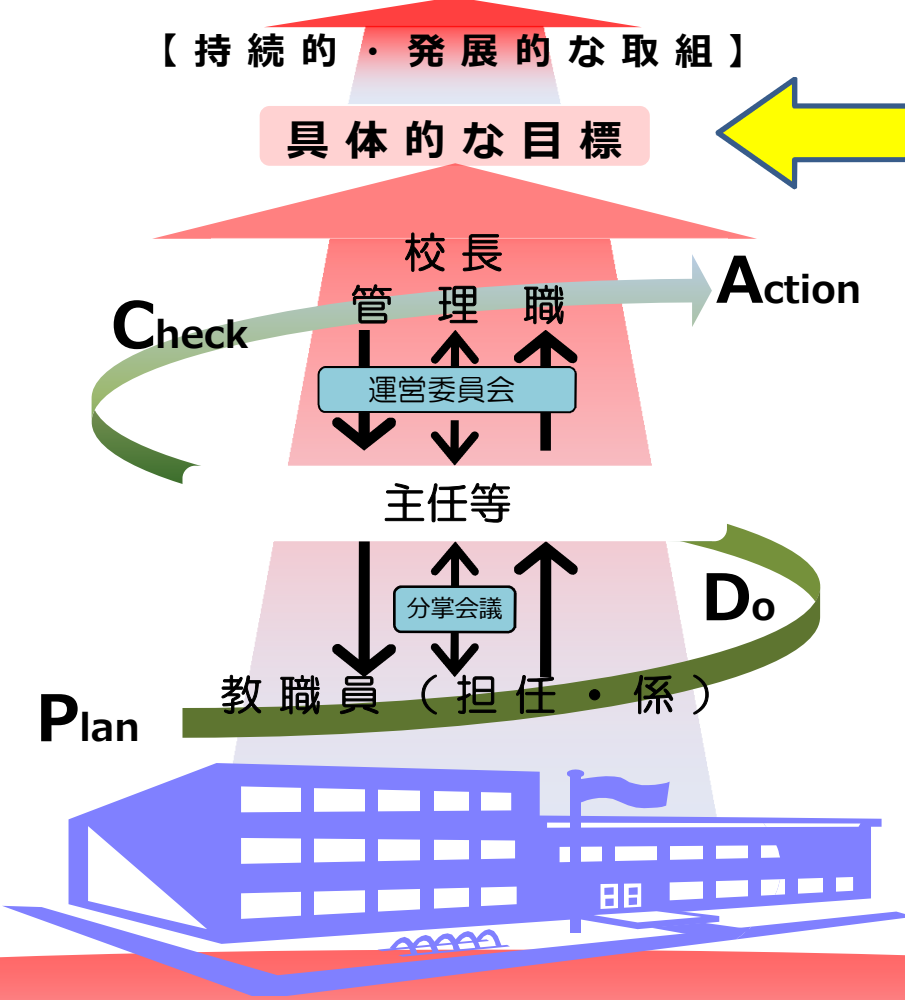 【持続的・発展的な取組】
具体的な目標
校長
Action
管理職
Check
運営委員会
主任等
Do
分掌会議
教職員（担任・係）
Plan